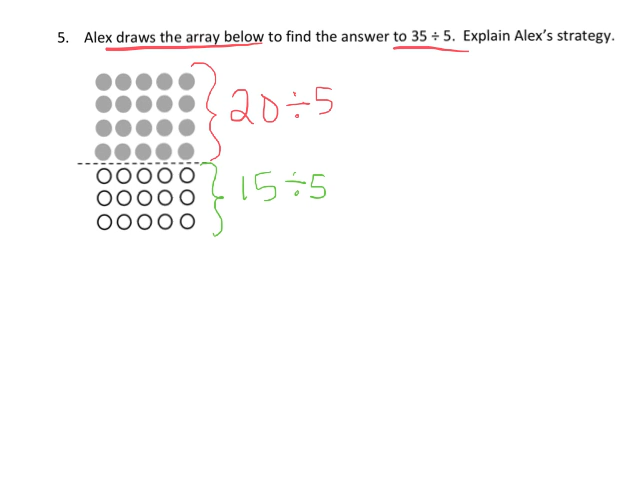 5. Alex draws the array below to find the answer to 35 ÷ 5. Explain Alex's strategy.
20÷5
15÷5